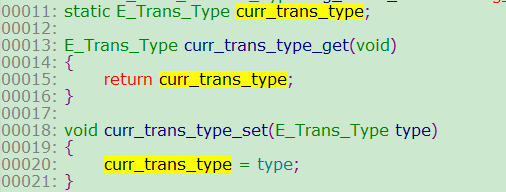 00011: static E_Trans_Type curr_trans_type;
00012:
00013: E_Trans_Type curr_trans_type_get(void)
00014: {
00015:     return curr_trans_type;
00016: }
00017:
00018: void curr_trans_type_set(E_Trans_Type type)
00019: {
00020:     curr_trans_type = type;
00021: }